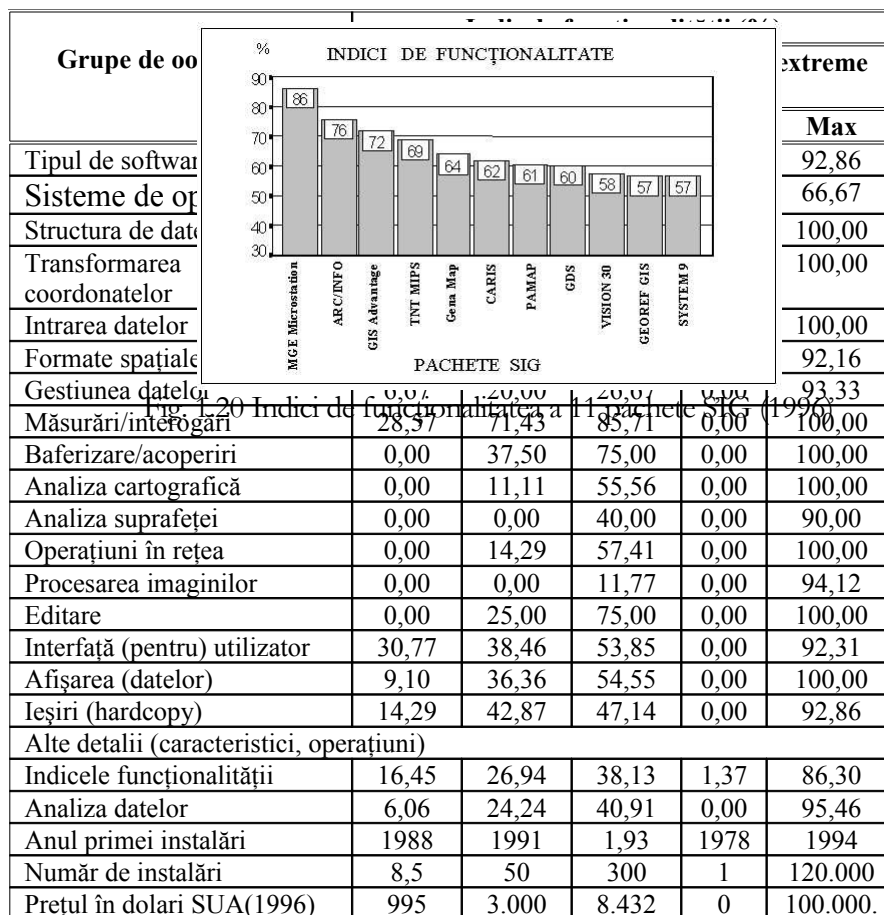 Grupe de
extreme
Max
%
INDICI DE FUNCȚIONALITATE
90
80
70
60
50
40
30
86
76
72
69
64
62
61
60
58
57
57
MGE Microstation
ARC/INFO
GIS Advantage
TNT MIPS
Gena Map
CARIS
PAMAP
GDS
VISION 30
GEOREF GIS
SYSTEM 9
PACHETE SIG
Fig. 1.20 Indici de funcționalitatea a 11 pachete SIG (1996)
Tipul de 92,86
Sisteme de 66,67
Structura de 100,00
Transformarea 100,00
coordonatelor
Intrarea datelor 100,00
Formate spațiale 92,16
Gestiunea datelor 6,67 20,00 26,67 0,00 93,33
Măsurări/interogări 28,57 71,43 85,71 0,00 100,00
Baferizare/acoperiri 0,00 37,50 75,00 0,00 100,00
Analiza cartografică 0,00 11,11 55,56 0,00 100,00
Analiza suprafeței 0,00 0,00 40,00 0,00 90,00
Operațiuni în rețea 0,00 14,29 57,41 0,00 100,00
Procesarea imaginilor 0,00 0,00 11,77 0,00 94,12
Editare 0,00 25,00 75,00 0,00 100,00
Interfață (pentru) utilizator 30,77 38,46 53,85 0,00 92,31
Afișarea (datelor) 9,10 36,36 54,55 0,00 100,00
Ieșiri (hardcopy) 14,29 42,87 47,14 0,00 92,86
Alte detalii (caracteristici, operațiuni)
Indicele funcționalității 16,45 26,94 38,13 1,37 86,30
Analiza datelor 6,06 24,24 40,91 0,00 95,46
Anul primei instalări 1988 1991 1,93 1978 1994
Număr de instalări 8,5 50 300 1 120.000
Prețul în dolari SUA(1996) 995 3.000 8.432 0 100.000.